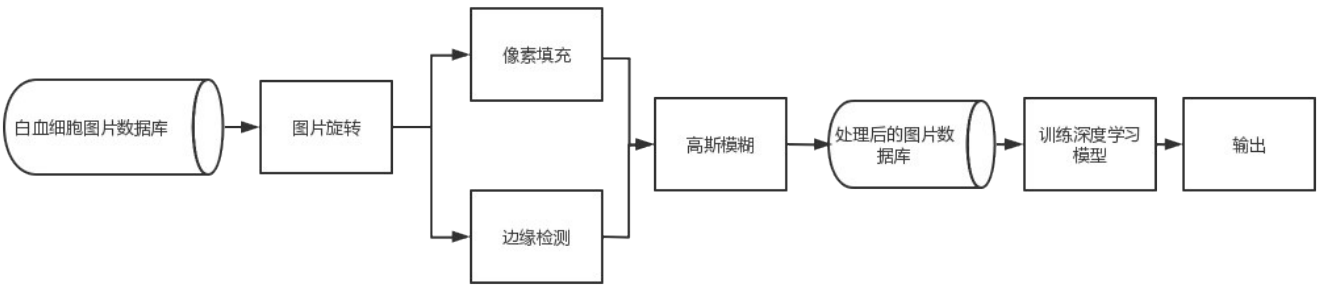 白血细胞图片数据库
图片旋转
像素填充
边缘检测
高斯模糊
处理后的图片数
据库
训练深度学习
模型
输出